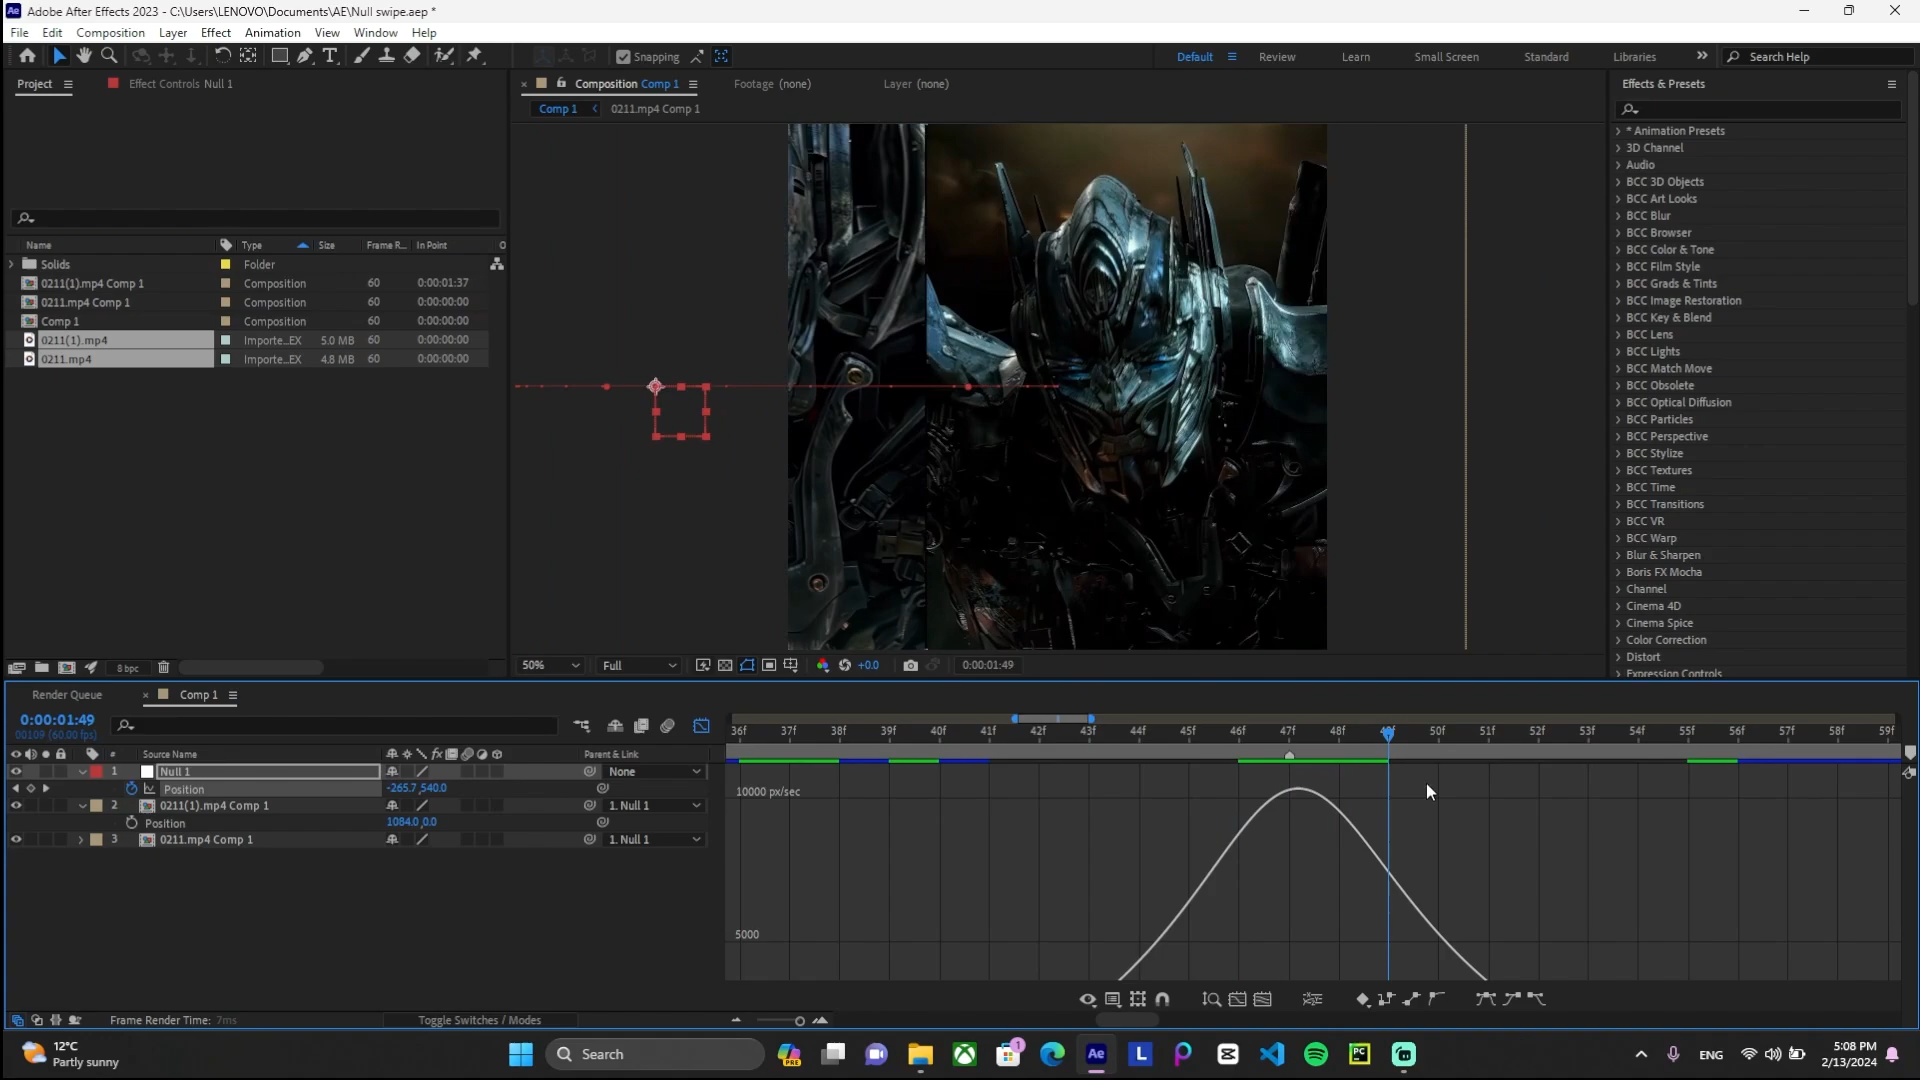 Adobe After Effects 2023 - C:\Users\LENOVO\Documents\AE\Null swipe.aep *
File Edit Composition Layer Effect Animation View Window Help
Snapping
Default Review Learn Small Screen Standard Libraries Search Help
Project Effect Controls Null 1
Composition Comp 1 Footage (none) Layer (none)
Comp 1 0211.mp4 Comp 1
Name Type Size Frame R... In Point O
Solids Folder
0211(1).mp4 Comp 1 Composition 60 0:00:01:37
0211.mp4 Comp 1 Composition 60 0:00:00:00
Comp 1 Composition 60 0:00:00:00
0211(1).mp4 Importe...EX 5.0 MB 60 0:00:00:00
0211.mp4 Importe...EX 4.8 MB 60 0:00:00:00
8 bpc
50% Full +0.0 0:00:01:49
Effects & Presets
* Animation Presets
3D Channel
Audio
BCC 3D Objects
BCC Art Looks
BCC Blur
BCC Browser
BCC Color & Tone
BCC Film Style
BCC Grads & Tints
BCC Image Restoration
BCC Key & Blend
BCC Lens
BCC Lights
BCC Match Move
BCC Obsolete
BCC Optical Diffusion
BCC Particles
BCC Perspective
BCC Stylize
BCC Textures
BCC Time
BCC Transitions
BCC VR
BCC Warp
Blur & Sharpen
Boris FX Mocha
Channel
Cinema 4D
Cinema Spice
Color Correction
Distort
Expression Controls
Render Queue Comp 1
0:00:01:49
00109 (60.00 fps)
# Source Name Parent & Link
1 Null 1 None
Position -265.7,540.0
2 0211(1).mp4 Comp 1 1. Null 1
Position 1084.0,0.0
3 0211.mp4 Comp 1 1. Null 1
36f 37f 38f 39f 40f 41f 42f 43f 44f 45f 46f 47f 48f 50f 51f 52f 53f 54f 55f 56f 57f 58f 59f
10000 px/sec
5000
Frame Render Time: 7ms Toggle Switches / Modes
12°C
Partly sunny
Search
PRE
1
Ae
L
PC
ENG
5:08 PM
2/13/2024